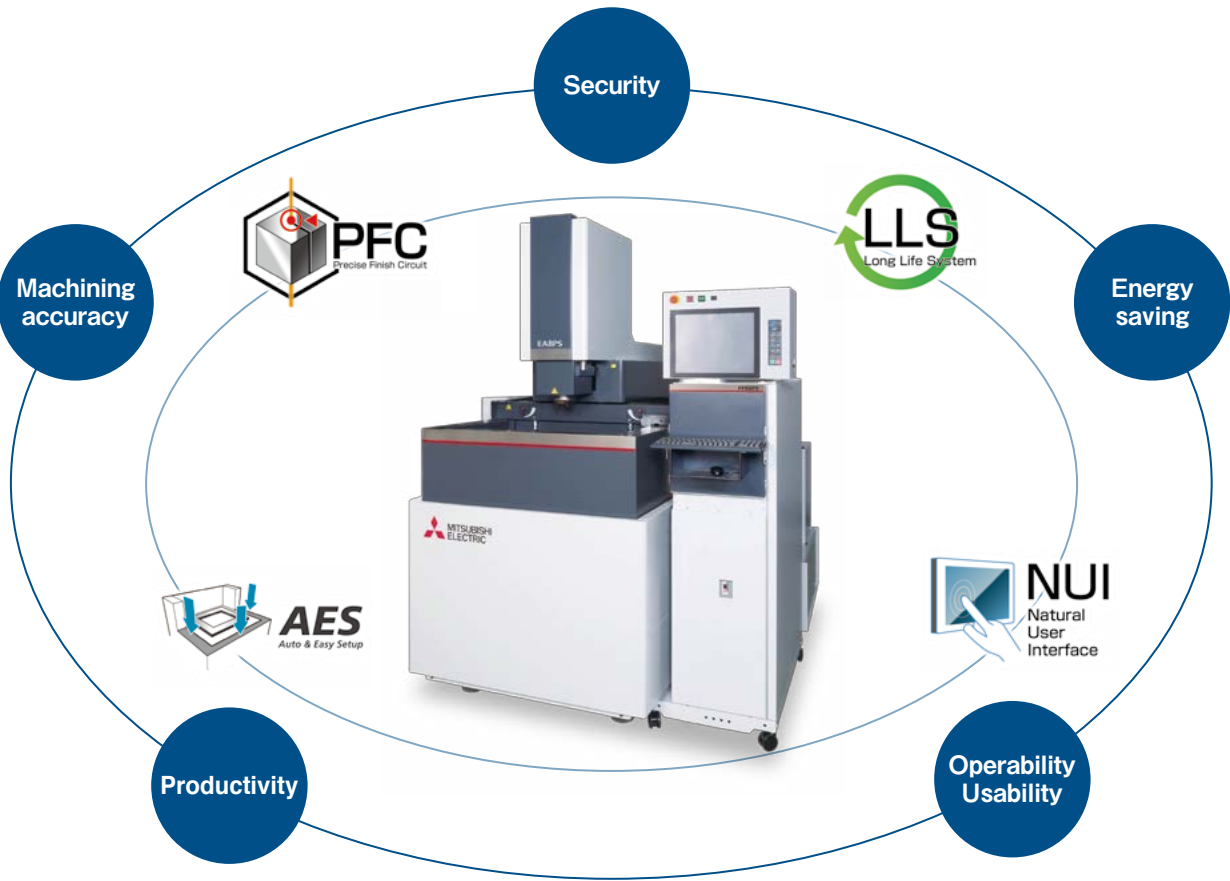 Security
PFC
Precise Finish Circuit
LLS
Long Life System
Machining
accuracy
Energy
saving
EA8PS
MITSUBISHI
ELECTRIC
AES
Auto & Easy Setup
NUI
Natural
User
Interface
Productivity
Operability
Usability